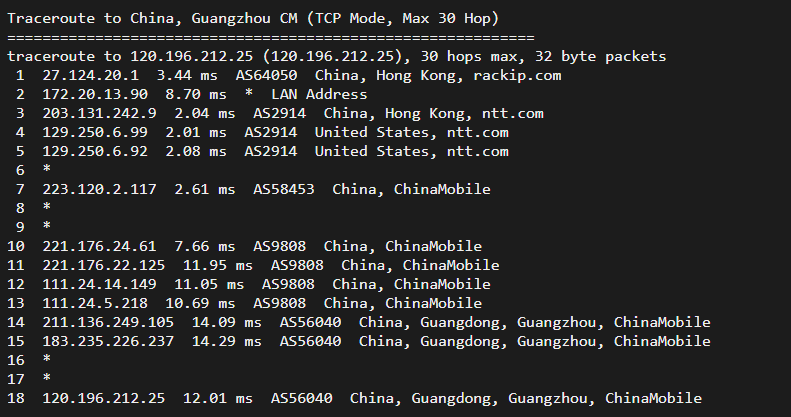 Traceroute to China, Guangzhou CM (TCP Mode, Max 30 Hop)
============================================================
traceroute to 120.196.212.25 (120.196.212.25), 30 hops max, 32 byte packets
 1  27.124.20.1  3.44 ms  AS64050  China, Hong Kong, rackip.com
 2  172.20.13.90  8.70 ms  *  LAN Address
 3  203.131.242.9  2.04 ms  AS2914  China, Hong Kong, ntt.com
 4  129.250.6.99  2.01 ms  AS2914  United States, ntt.com
 5  129.250.6.92  2.08 ms  AS2914  United States, ntt.com
 6  *
 7  223.120.2.117  2.61 ms  AS58453  China, ChinaMobile
 8  *
 9  *
10  221.176.24.61  7.66 ms  AS9808  China, ChinaMobile
11  221.176.22.125  11.95 ms  AS9808  China, ChinaMobile
12  111.24.14.149  11.05 ms  AS9808  China, ChinaMobile
13  111.24.5.218  10.69 ms  AS9808  China, ChinaMobile
14  211.136.249.105  14.09 ms  AS56040  China, Guangdong, Guangzhou, ChinaMobile
15  183.235.226.237  14.29 ms  AS56040  China, Guangdong, Guangzhou, ChinaMobile
16  *
17  *
18  120.196.212.25  12.01 ms  AS56040  China, Guangdong, Guangzhou, ChinaMobile